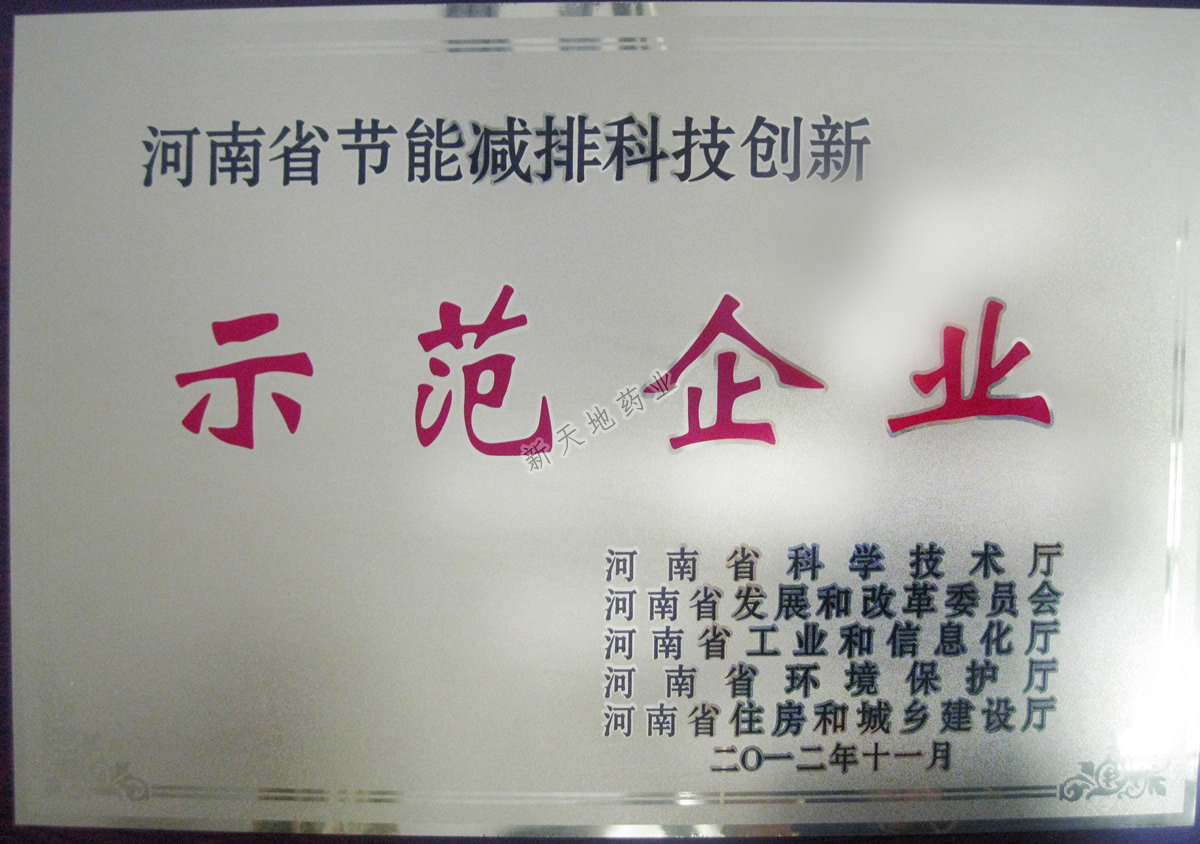 河南省节能减排科技创新
示范企业
新天地药业
河南省科学技术厅
河南省发展和改革委员会
河南省工业和信息化厅
河南省环境保护厅
河南省住房和城乡建设厅
二〇一二年十一月